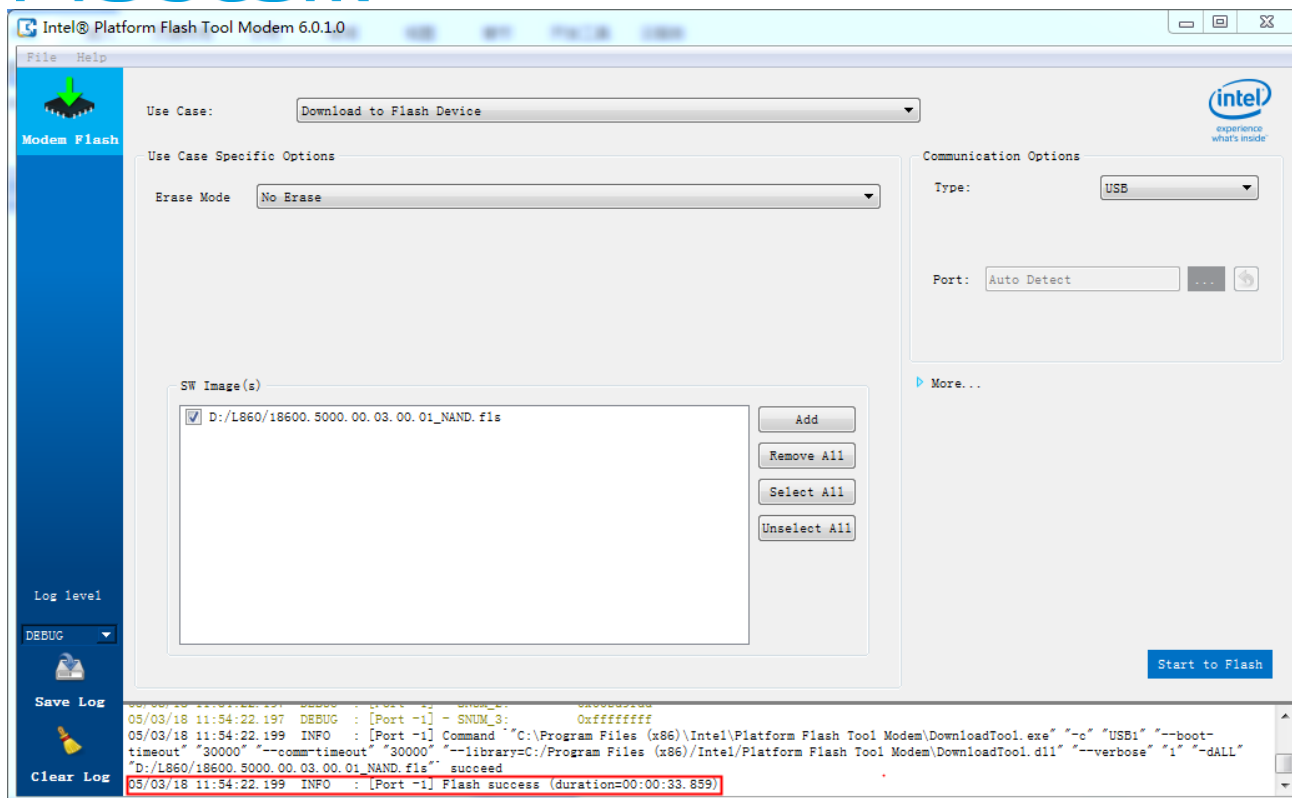 Intel® Platform Flash Tool Modem 6.0.1.0
File Help
Modem Flash
Use Case: Download to Flash Device
intel
experience
what's inside
Use Case Specific Options
Communication Options
Erase Mode No Erase
Type: USB
Port: Auto Detect ...
SW Image(s)
More...
D:/L860/18600.5000.00.03.00.01_NAND.fls
Add
Remove All
Select All
Unselect All
Log level
DEBUG
Start to Flash
Save Log
Clear Log
05/03/18 11:54:22.197 DEBUG : [Port -1] - SNUM_3: 0xffffffff
05/03/18 11:54:22.199 INFO : [Port -1] Command `"C:\Program Files (x86)\Intel\Platform Flash Tool Modem\DownloadTool.exe" "-c" "USB1" "--boot-
timeout" "30000" "--comm-timeout" "30000" "--library=C:/Program Files (x86)/Intel/Platform Flash Tool Modem\DownloadTool.dll" "--verbose" "1" "-dALL"
"D:/L860/18600.5000.00.03.00.01_NAND.fls"` succeed
05/03/18 11:54:22.199 INFO : [Port -1] Flash success (duration=00:00:33.859)